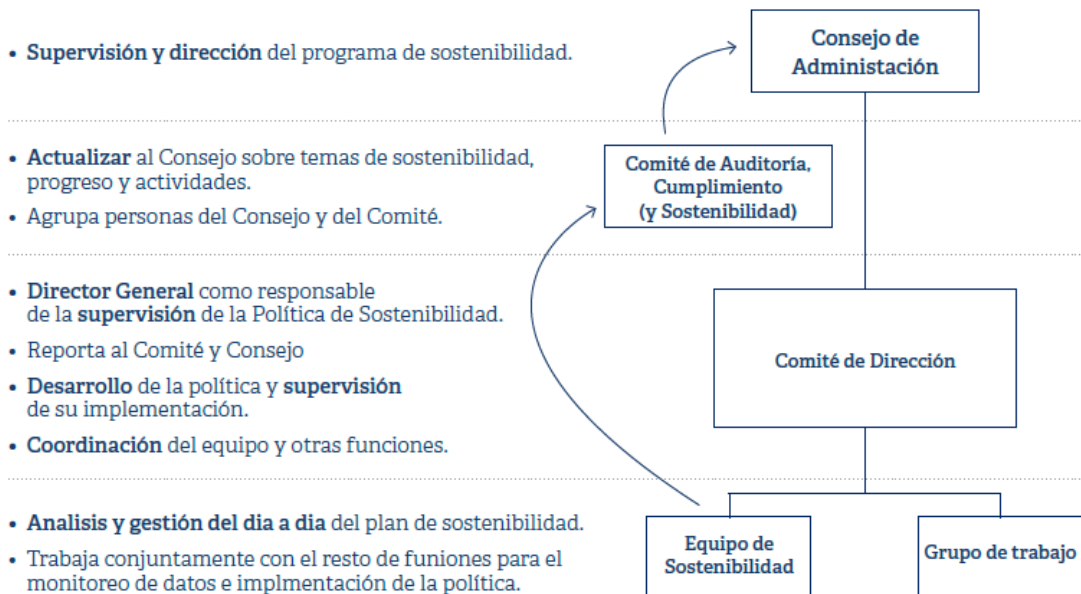 • Supervisión y dirección del programa de sostenibilidad.
Consejo de
Administación
• Actualizar al Consejo sobre temas de sostenibilidad,
progreso y actividades.
• Agrupa personas del Consejo y del Comité.
Comité de Auditoría,
Cumplimiento
(y Sostenibilidad)
• Director General como responsable
de la supervisión de la Política de Sostenibilidad.
• Reporta al Comité y Consejo
• Desarrollo de la política y supervisión
de su implementación.
• Coordinación del equipo y otras funciones.
Comité de Dirección
• Analisis y gestión del dia a dia del plan de sostenibilidad.
• Trabaja conjuntamente con el resto de funiones para el
monitoreo de datos e implmentación de la política.
Equipo de
Sostenibilidad
Grupo de trabajo